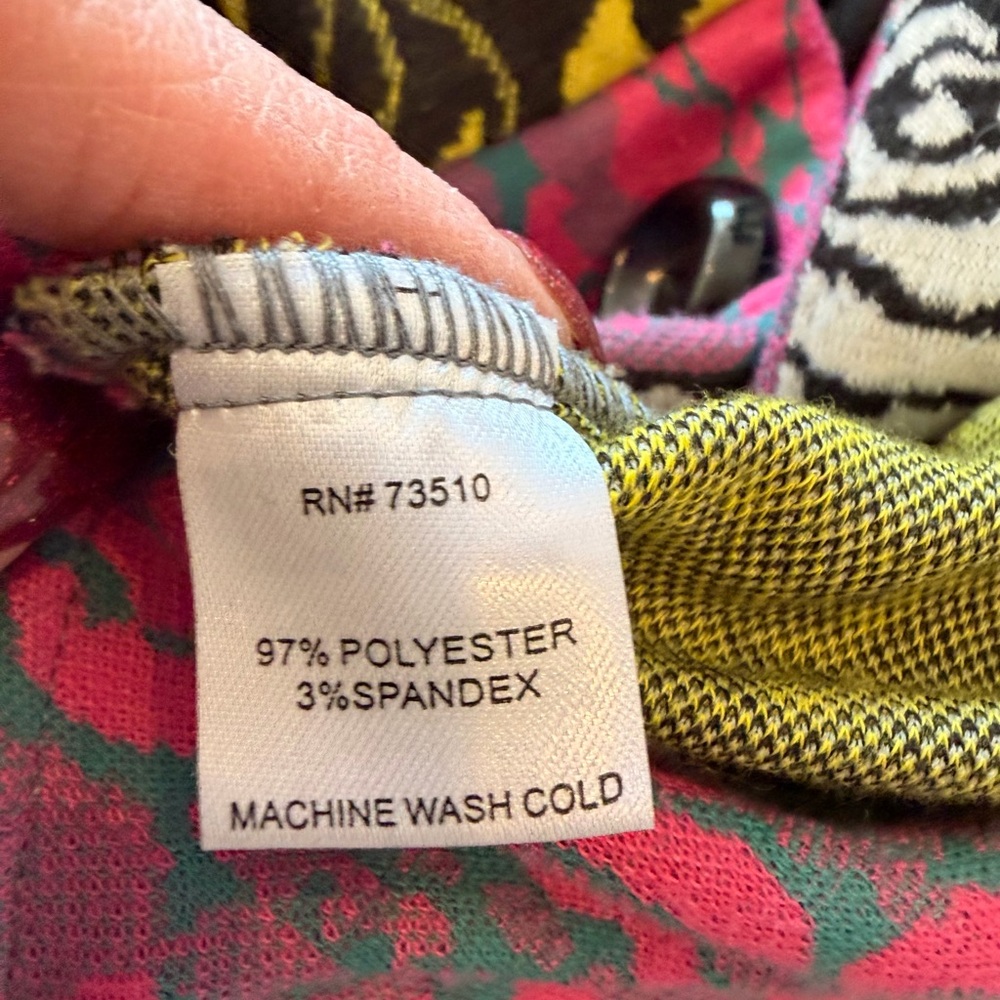 RN# 73510
97% POLYESTER
3%SPANDEX
MACHINE WASH COLD